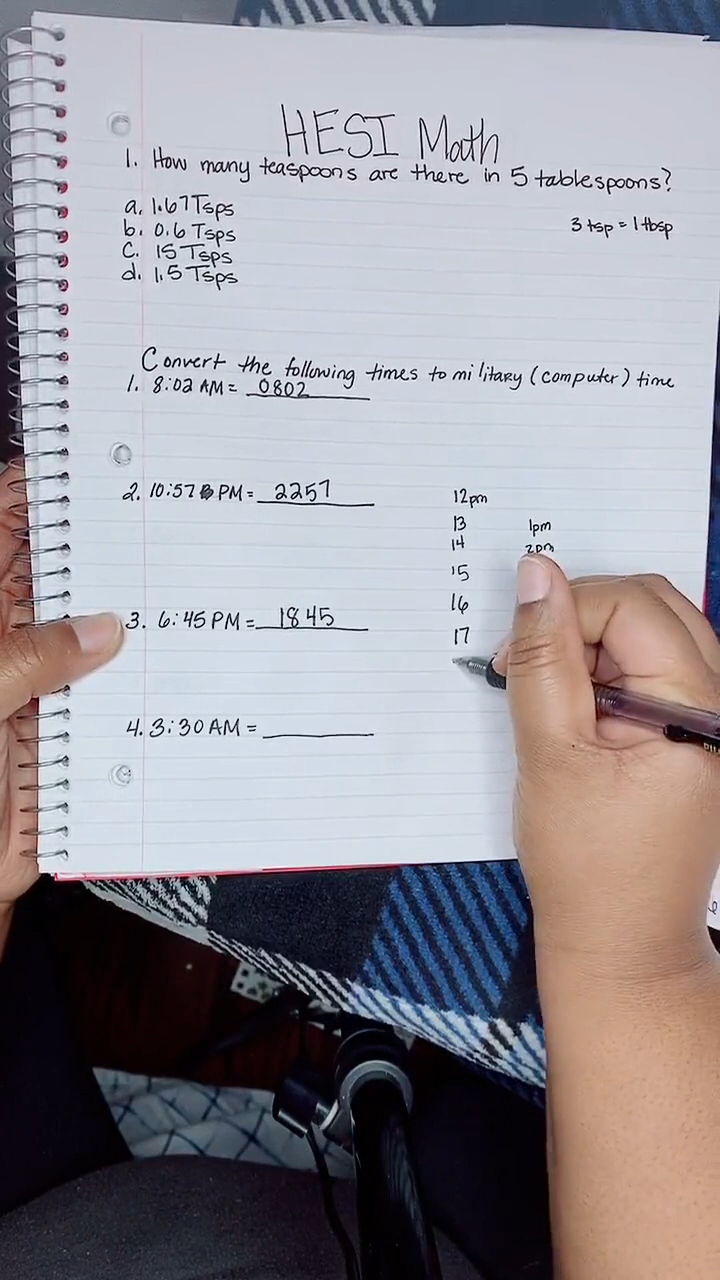 HESI Math
1. How many teaspoons are there in 5 tablespoons?
a. 1.67 Tsps
3 tsp = 1 tbsp
b. 0.6 Tsps
c. 15 Tsps
d. 1.5 Tsps
Convert the following times to military (computer) time
1. 8:02 AM = 0802
2. 10:57 PM = 2257
12pm
13 1pm
14 2pm
15
16
3. 6:45 PM = 1845
17
4. 3:30 AM =